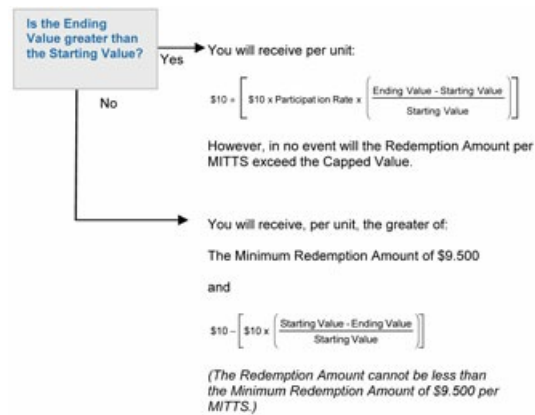 Is the Ending
Value greater than
the Starting Value?
Yes
You will receive per unit:
$10 + [ $10 x Participation Rate x ( Ending Value - Starting Value
Starting Value ) ]
However, in no event will the Redemption Amount per
MITTS exceed the Capped Value.
No
You will receive, per unit, the greater of:
The Minimum Redemption Amount of $9.500
and
$10 – [ $10 x ( Starting Value - Ending Value
Starting Value ) ]
(The Redemption Amount cannot be less than
the Minimum Redemption Amount of $9.500 per
MITTS.)